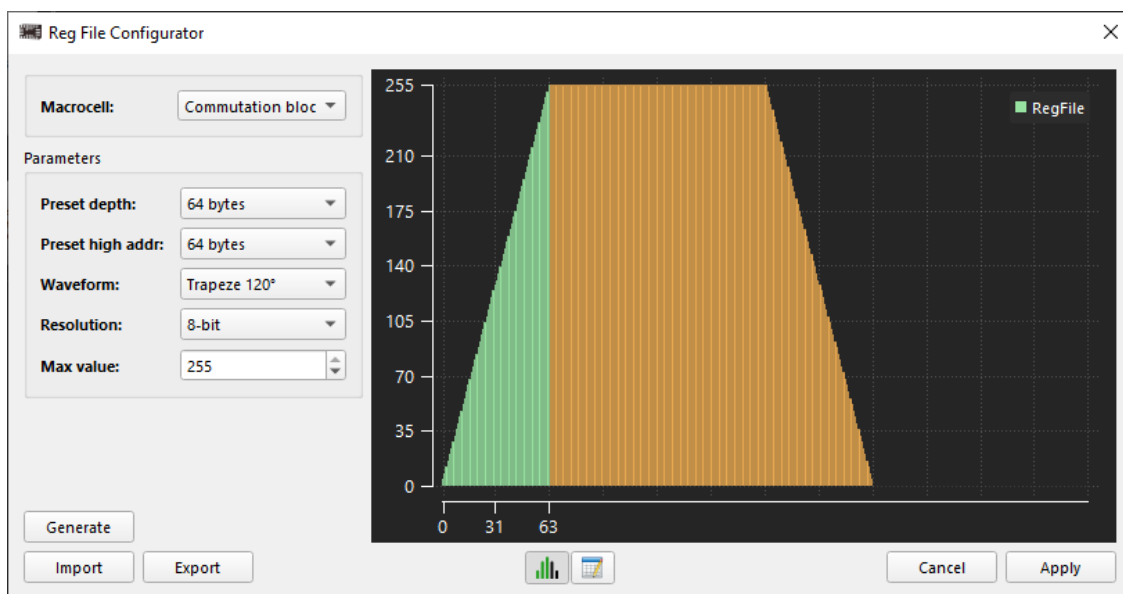 Reg File Configurator
Macrocell:
Commutation bloc
Parameters
Preset depth:
64 bytes
Preset high addr:
64 bytes
Waveform:
Trapeze 120°
Resolution:
8-bit
Max value:
255
Generate
Import
Export
255
210
175
140
105
70
35
0
0 31 63
RegFile
Cancel
Apply